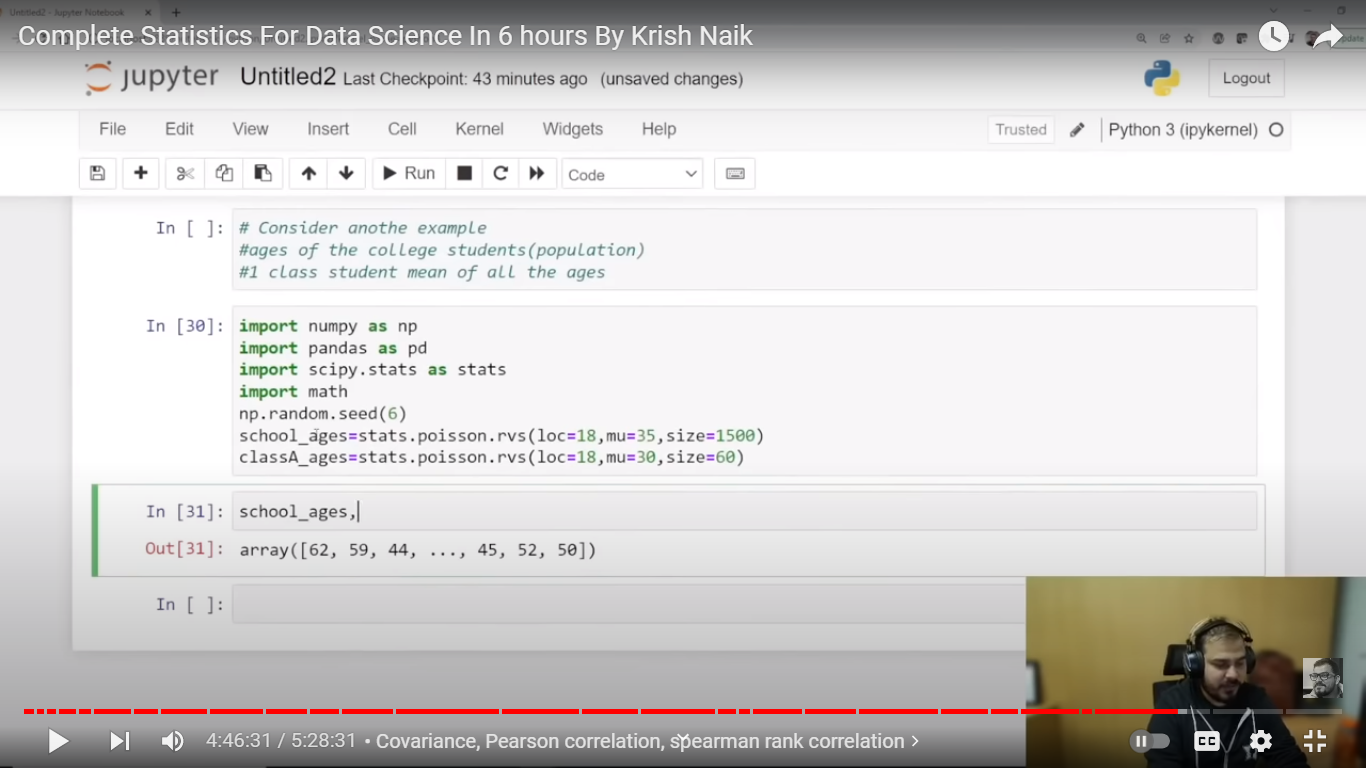 Untitled2 - Jupyter Notebook
Complete Statistics For Data Science In 6 hours By Krish Naik
jupyter Untitled2 Last Checkpoint: 43 minutes ago (unsaved changes)
Logout
File Edit View Insert Cell Kernel Widgets Help
Trusted Python 3 (ipykernel)
Run Code
In [ ]: # Consider anothe example
#ages of the college students(population)
#1 class student mean of all the ages
In [30]: import numpy as np
import pandas as pd
import scipy.stats as stats
import math
np.random.seed(6)
school_ages=stats.poisson.rvs(loc=18,mu=35,size=1500)
classA_ages=stats.poisson.rvs(loc=18,mu=30,size=60)
In [31]: school_ages,
Out[31]: array([62, 59, 44, ..., 45, 52, 50])
In [ ]:
4:46:31 / 5:28:31 • Covariance, Pearson correlation, spearman rank correlation
CC